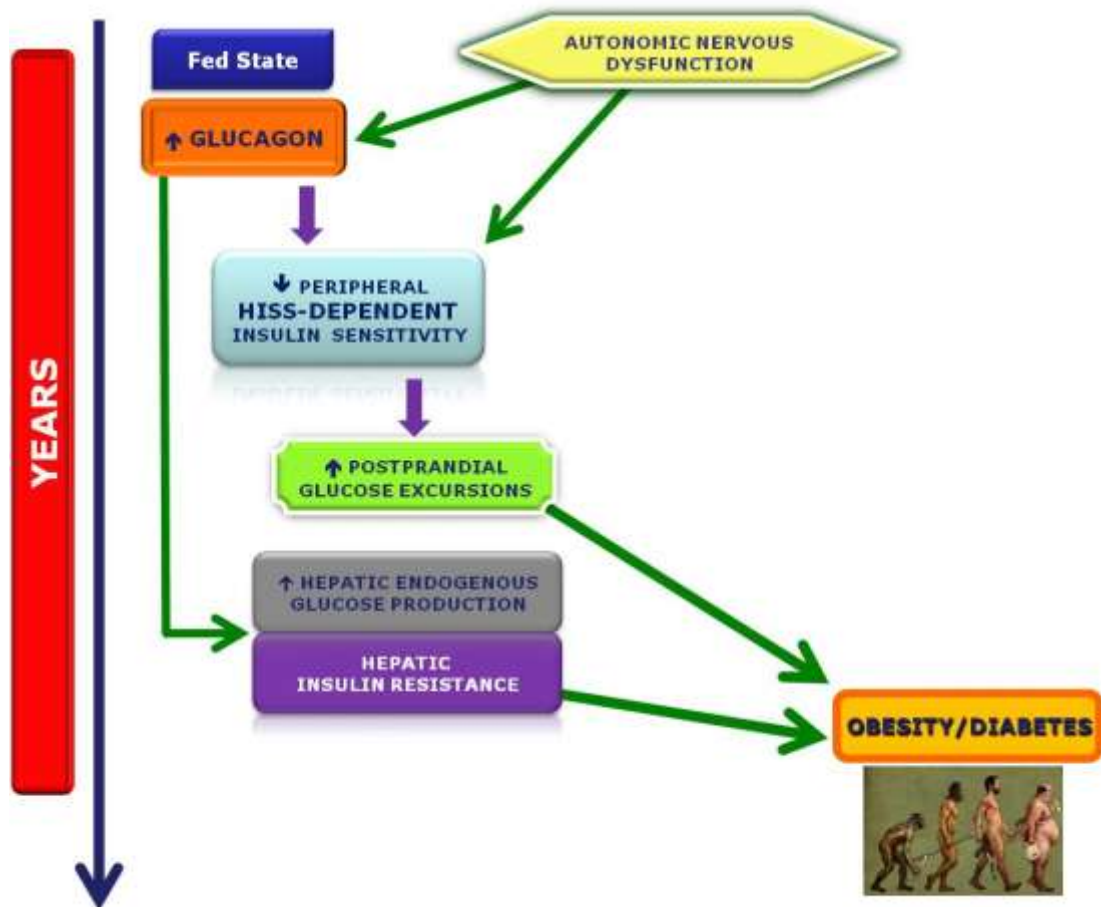 Fed State
AUTONOMIC NERVOUS
DYSFUNCTION
↑ GLUCAGON
↓ PERIPHERAL
HISS-DEPENDENT
INSULIN SENSITIVITY
YEARS
↑ POSTPRANDIAL
GLUCOSE EXCURSIONS
↑ HEPATIC ENDOGENOUS
GLUCOSE PRODUCTION
HEPATIC
INSULIN RESISTANCE
OBESITY/DIABETES